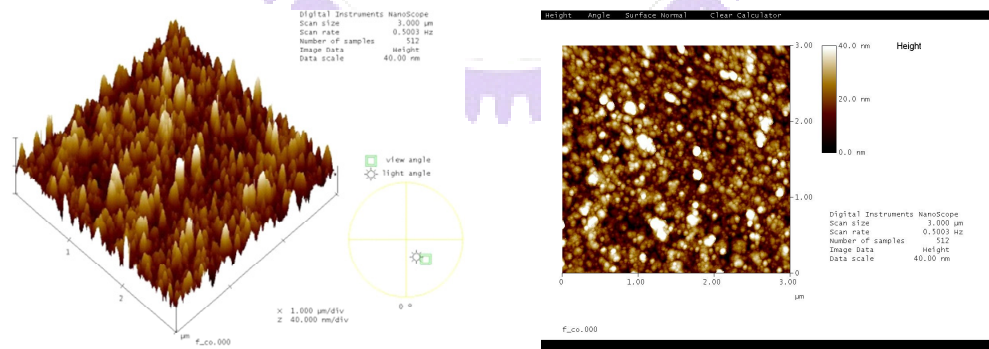 Digital Instruments NanoScope
Scan size 3.000 µm
Scan rate 0.5003 Hz
Number of samples 512
Image Data Height
Data scale 40.00 nm
view angle
light angle
1
2
µm
0 °
X 1.000 µm/div
Z 40.000 nm/div
f_co.000
Height Angle Surface Normal Clear Calculator
3.00
2.00
1.00
0
0 1.00 2.00 3.00
µm
40.0 nm
20.0 nm
0.0 nm
Height
Digital Instruments NanoScope
Scan size 3.000 µm
Scan rate 0.5003 Hz
Number of samples 512
Image Data Height
Data scale 40.00 nm
f_co.000